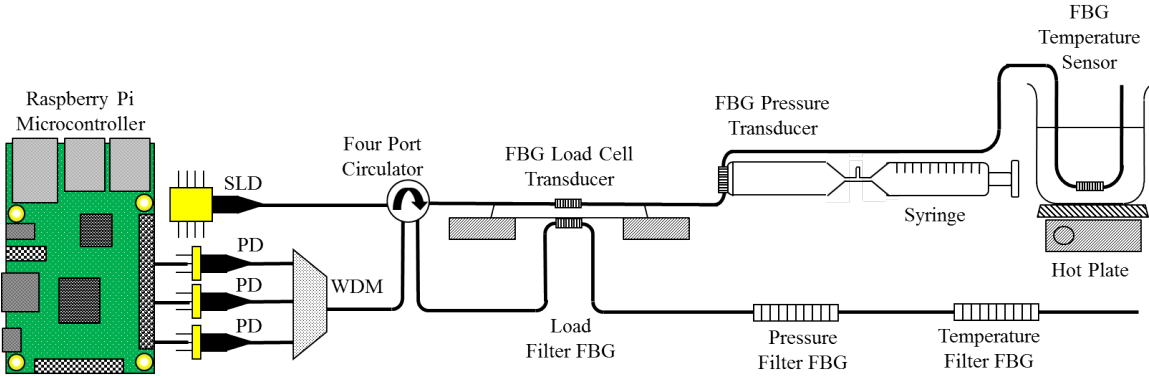 FBG
Temperature
Sensor
Raspberry Pi
Microcontroller
FBG Pressure
Transducer
Four Port
Circulator
FBG Load Cell
Transducer
SLD
Syringe
PD
PD
WDM
PD
Hot Plate
Load
Filter FBG
Pressure
Filter FBG
Temperature
Filter FBG